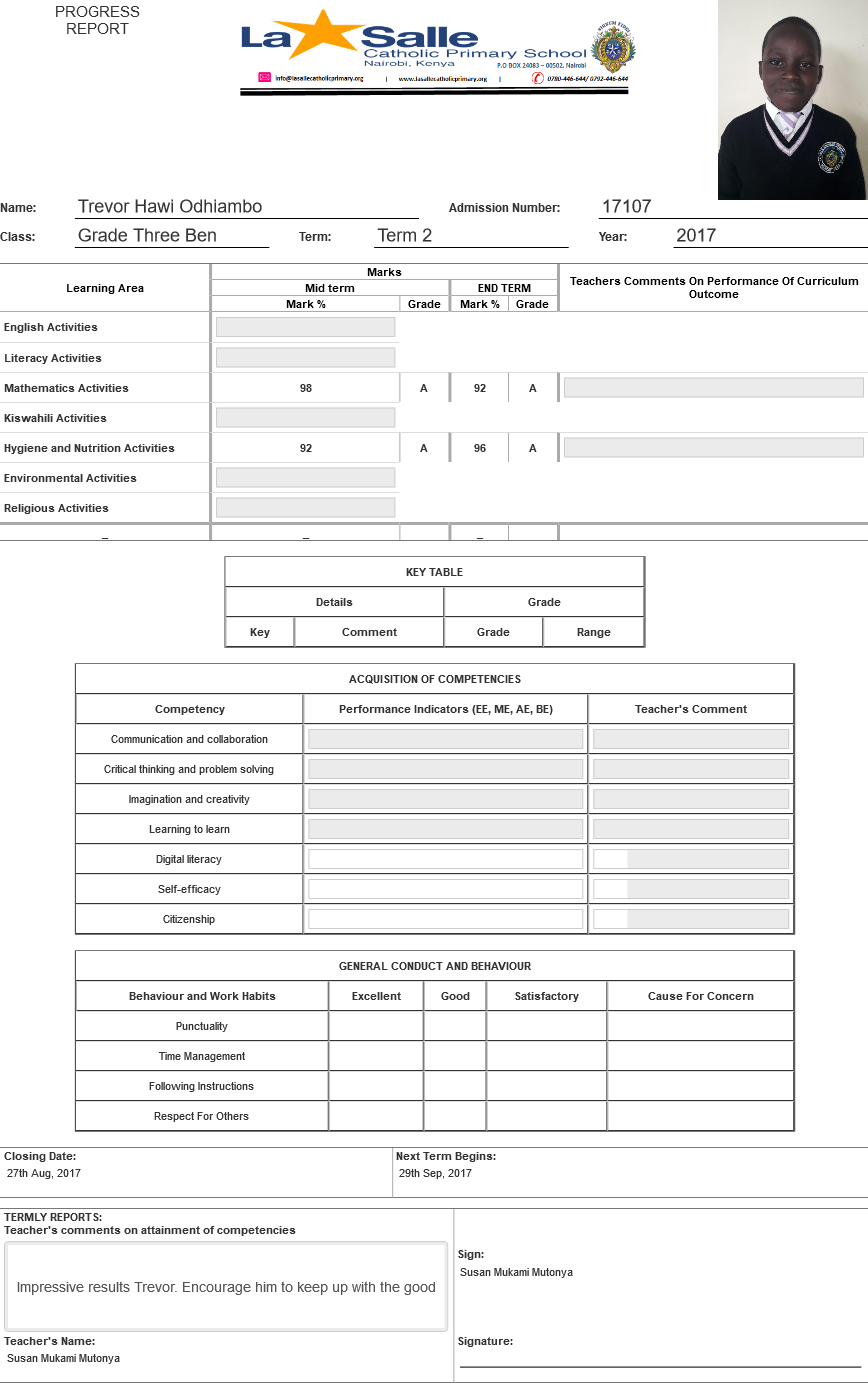 PROGRESS
REPORT
La Salle
Catholic Primary School
Nairobi, Kenya
P.O BOX 24083 – 00502, Nairobi
info@lasallecatholicprimary.org | www.lasallecatholicprimary.org | 0780-446-644/ 0792-446-644
Name: Trevor Hawi Odhiambo Admission Number: 17107
Class: Grade Three Ben Term: Term 2 Year: 2017
Learning Area Marks Teachers Comments On Performance Of Curriculum Outcome
Mid term END TERM
Mark % Grade Mark % Grade
English Activities
Literacy Activities
Mathematics Activities 98 A 92 A
Kiswahili Activities
Hygiene and Nutrition Activities 92 A 96 A
Environmental Activities
Religious Activities
– – –
KEY TABLE
Details Grade
Key Comment Grade Range
ACQUISITION OF COMPETENCIES
Competency Performance Indicators (EE, ME, AE, BE) Teacher's Comment
Communication and collaboration
Critical thinking and problem solving
Imagination and creativity
Learning to learn
Digital literacy
Self-efficacy
Citizenship
GENERAL CONDUCT AND BEHAVIOUR
Behaviour and Work Habits Excellent Good Satisfactory Cause For Concern
Punctuality
Time Management
Following Instructions
Respect For Others
Closing Date: Next Term Begins:
27th Aug, 2017 29th Sep, 2017
TERMLY REPORTS:
Teacher's comments on attainment of competencies
Impressive results Trevor. Encourage him to keep up with the good
Sign:
Susan Mukami Mutonya
Teacher's Name: Signature:
Susan Mukami Mutonya